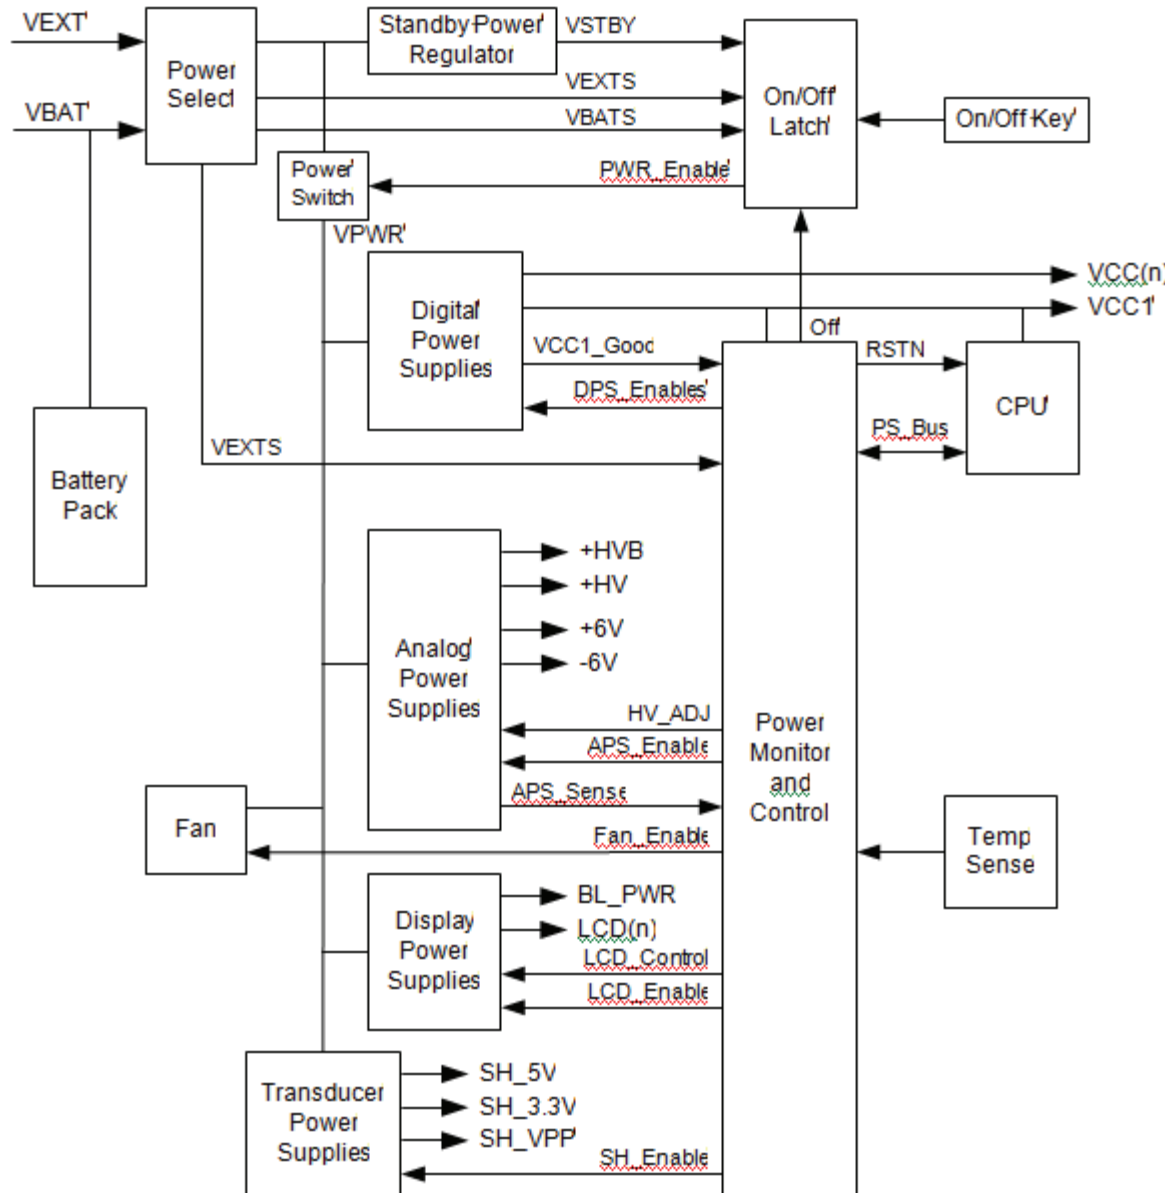 VEXT'
VBAT'
Power
Select
Standby Power'
Regulator
VSTBY
VEXTS
VBATS
On/Off'
Latch'
On/Off Key'
Power'
Switch
PWR_Enable'
VPWR'
Digital'
Power
Supplies
VCC(n)
VCC1'
Off'
VCC1_Good
DPS_Enables'
RSTN
PS_Bus
CPU'
VEXTS
Battery
Pack
Analog'
Power
Supplies
+HVB
+HV
+6V
-6V
HV_ADJ
APS_Enable
APS_Sense
Power
Monitor
and
Control
Fan
Fan_Enable
Temp
Sense
Display
Power
Supplies
BL_PWR
LCD(n)
LCD_Control
LCD_Enable
Transducer
Power
Supplies
SH_5V
SH_3.3V
SH_VPP'
SH_Enable